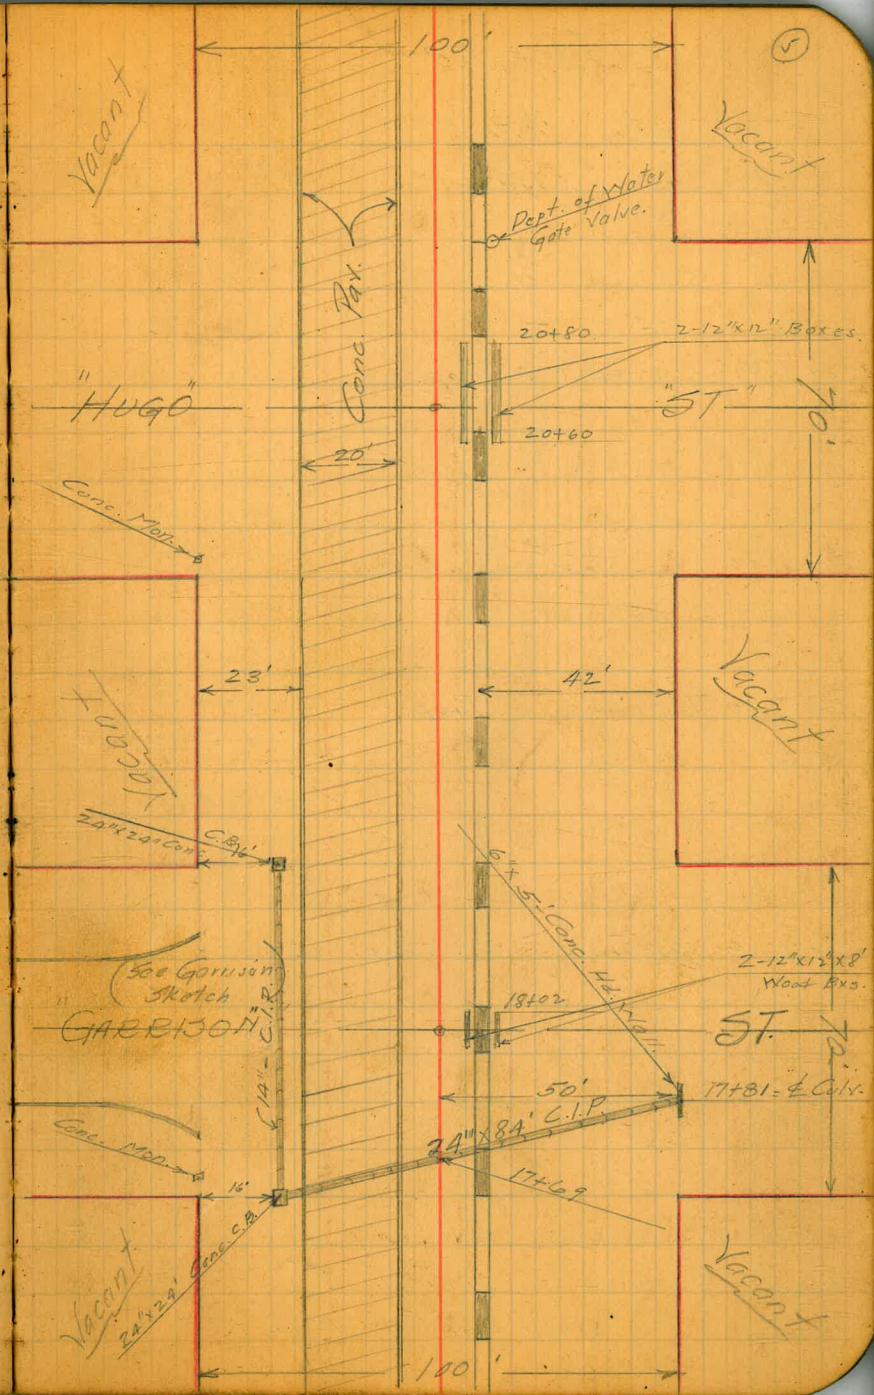 100'
5
Vacant
Vacant
Dept. of Water
Gate Valve.
Conc. Pav.
20+80
2-12"x12" Boxes.
"HUGO"
"ST"
70'
20+60
20'
Conc. Mon.
23'
42'
Vacant
Vacant
24"x24" Conc. C.B.
16'
6"x5'-Conc. Hd. Wall.
(See Garrison
Sketch)
2-12"x12"x8'
Wood Bxs.
18+02
"GARRISON"
ST.
70'
14"- C.I.P.
50'
17+81 = ℄ Culv.
24"x84' C.I.P.
Conc. Mon.
16'
17+69
24"x24" Conc. C.B.
Vacant
Vacant
100'